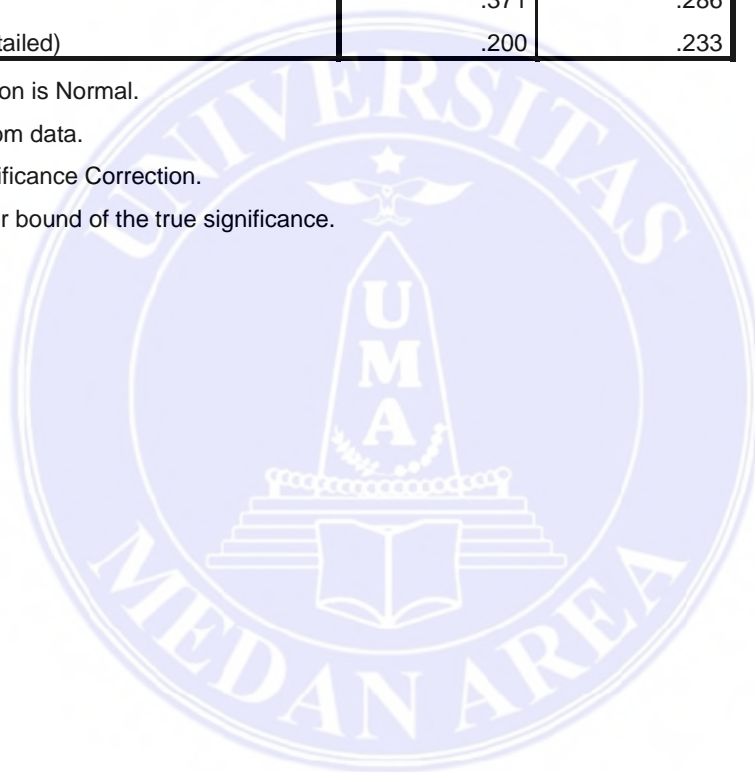 .371 .286
tailed) .200 .233
on is Normal.
om data.
ificance Correction.
r bound of the true significance.
UNIVERSITAS
U
M
A
MEDAN AREA